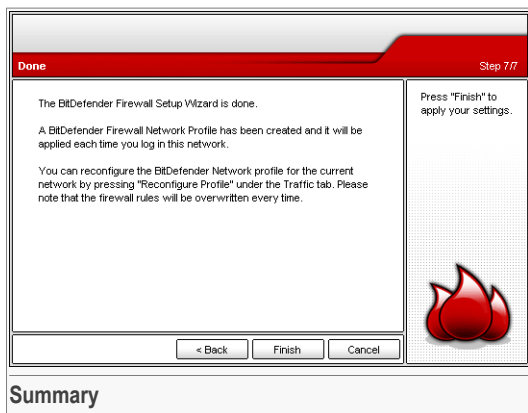 Done
Step 7/7
The BitDefender Firewall Setup Wizard is done.
A BitDefender Firewall Network Profile has been created and it will be
applied each time you log in this network.
You can reconfigure the BitDefender Network profile for the current
network by pressing "Reconfigure Profile" under the Traffic tab. Please
note that the firewall rules will be overwritten every time.
Press "Finish" to
apply your settings.
< Back
Finish
Cancel
Summary